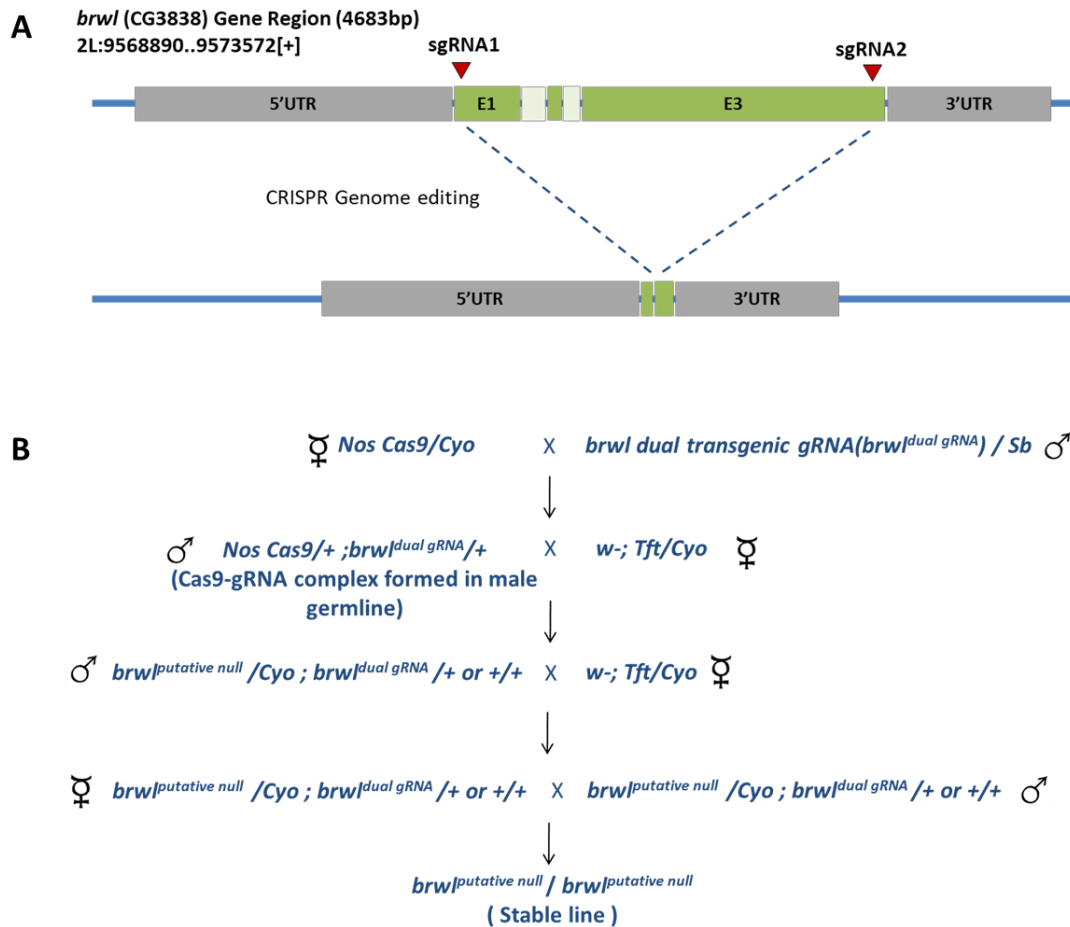 A
brwl (CG3838) Gene Region (4683bp)
2L:9568890..9573572[+]
sgRNA1
sgRNA2
5'UTR
E1
E3
3'UTR
CRISPR Genome editing
5'UTR
3'UTR
B
☿ Nos Cas9/Cyo X brwl dual transgenic gRNA(brwl^dual gRNA) / Sb ♂
♂ Nos Cas9/+ ;brwl^dual gRNA/+ X w-; Tft/Cyo ☿
(Cas9-gRNA complex formed in male
germline)
♂ brwl^putative null /Cyo ; brwl^dual gRNA /+ or +/+ X w-; Tft/Cyo ☿
☿ brwl^putative null /Cyo ; brwl^dual gRNA /+ or +/+ X brwl^putative null /Cyo ; brwl^dual gRNA /+ or +/+ ♂
brwl^putative null / brwl^putative null
( Stable line )